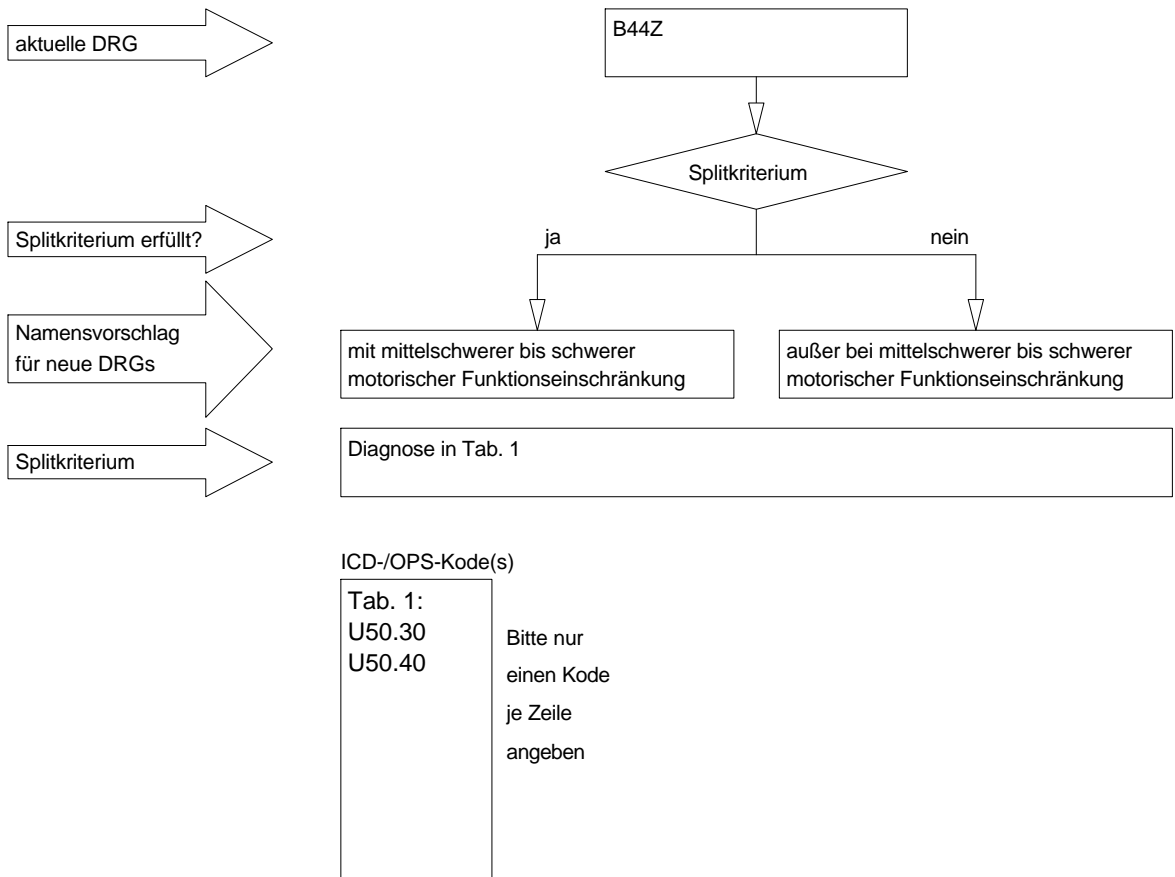 aktuelle DRG
B44Z
Splitkriterium
Splitkriterium erfüllt?
ja
nein
Namensvorschlag
für neue DRGs
mit mittelschwerer bis schwerer
motorischer Funktionseinschränkung
außer bei mittelschwerer bis schwerer
motorischer Funktionseinschränkung
Splitkriterium
Diagnose in Tab. 1
ICD-/OPS-Kode(s)
Tab. 1:
U50.30
U50.40
Bitte nur
einen Kode
je Zeile
angeben